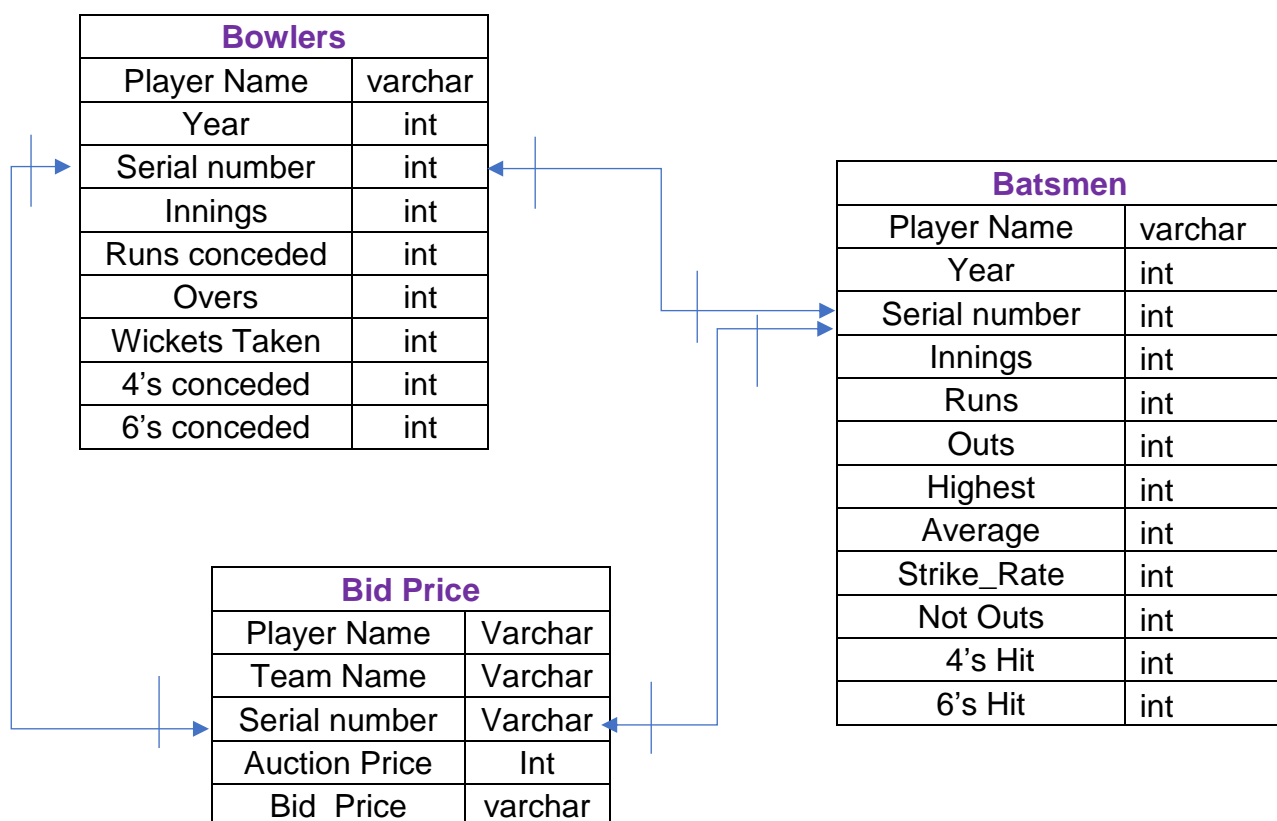 Bowlers
Player Name varchar
Year int
Serial number int
Innings int
Runs conceded int
Overs int
Wickets Taken int
4’s conceded int
6’s conceded int
Batsmen
Player Name varchar
Year int
Serial number int
Innings int
Runs int
Outs int
Highest int
Average int
Strike_Rate int
Not Outs int
4’s Hit int
6’s Hit int
Bid Price
Player Name Varchar
Team Name Varchar
Serial number Varchar
Auction Price Int
Bid Price varchar